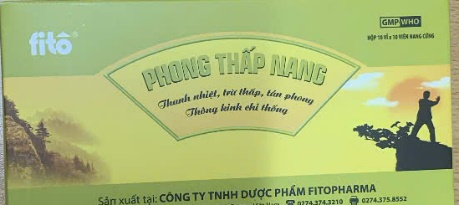 fitô
GMP WHO
HỘP 10 VỈ x 10 VIÊN NANG CỨNG
PHONG THẤP NANG
Thanh nhiệt, trừ thấp, tán phong
Thông kinh chỉ thống
Sản xuất tại: CÔNG TY TNHH DƯỢC PHẨM FITOPHARMA
0274.374.3210 0274.375.8552